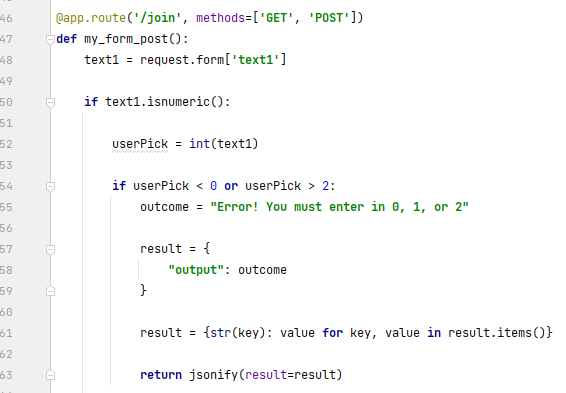 46 @app.route('/join', methods=['GET', 'POST'])
47 def my_form_post():
48 text1 = request.form['text1']
49
50 if text1.isnumeric():
51
52 userPick = int(text1)
53
54 if userPick < 0 or userPick > 2:
55 outcome = "Error! You must enter in 0, 1, or 2"
56
57 result = {
58 "output": outcome
59 }
60
61 result = {str(key): value for key, value in result.items()}
62
63 return jsonify(result=result)